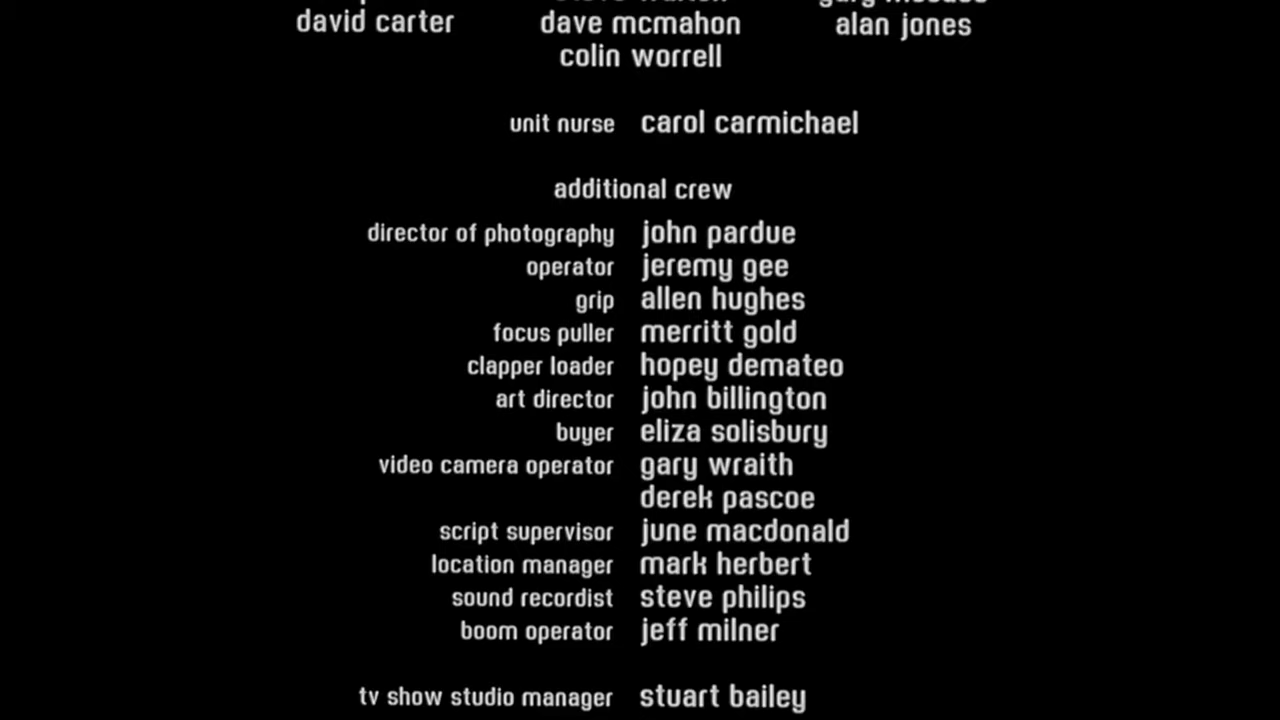 david carter dave mcmahon alan jones
colin worrell
unit nurse carol carmichael
additional crew
director of photography john pardue
operator jeremy gee
grip allen hughes
focus puller merritt gold
clapper loader hopey demateo
art director john billington
buyer eliza solisbury
video camera operator gary wraith
derek pascoe
script supervisor june macdonald
location manager mark herbert
sound recordist steve philips
boom operator jeff milner
tv show studio manager stuart bailey